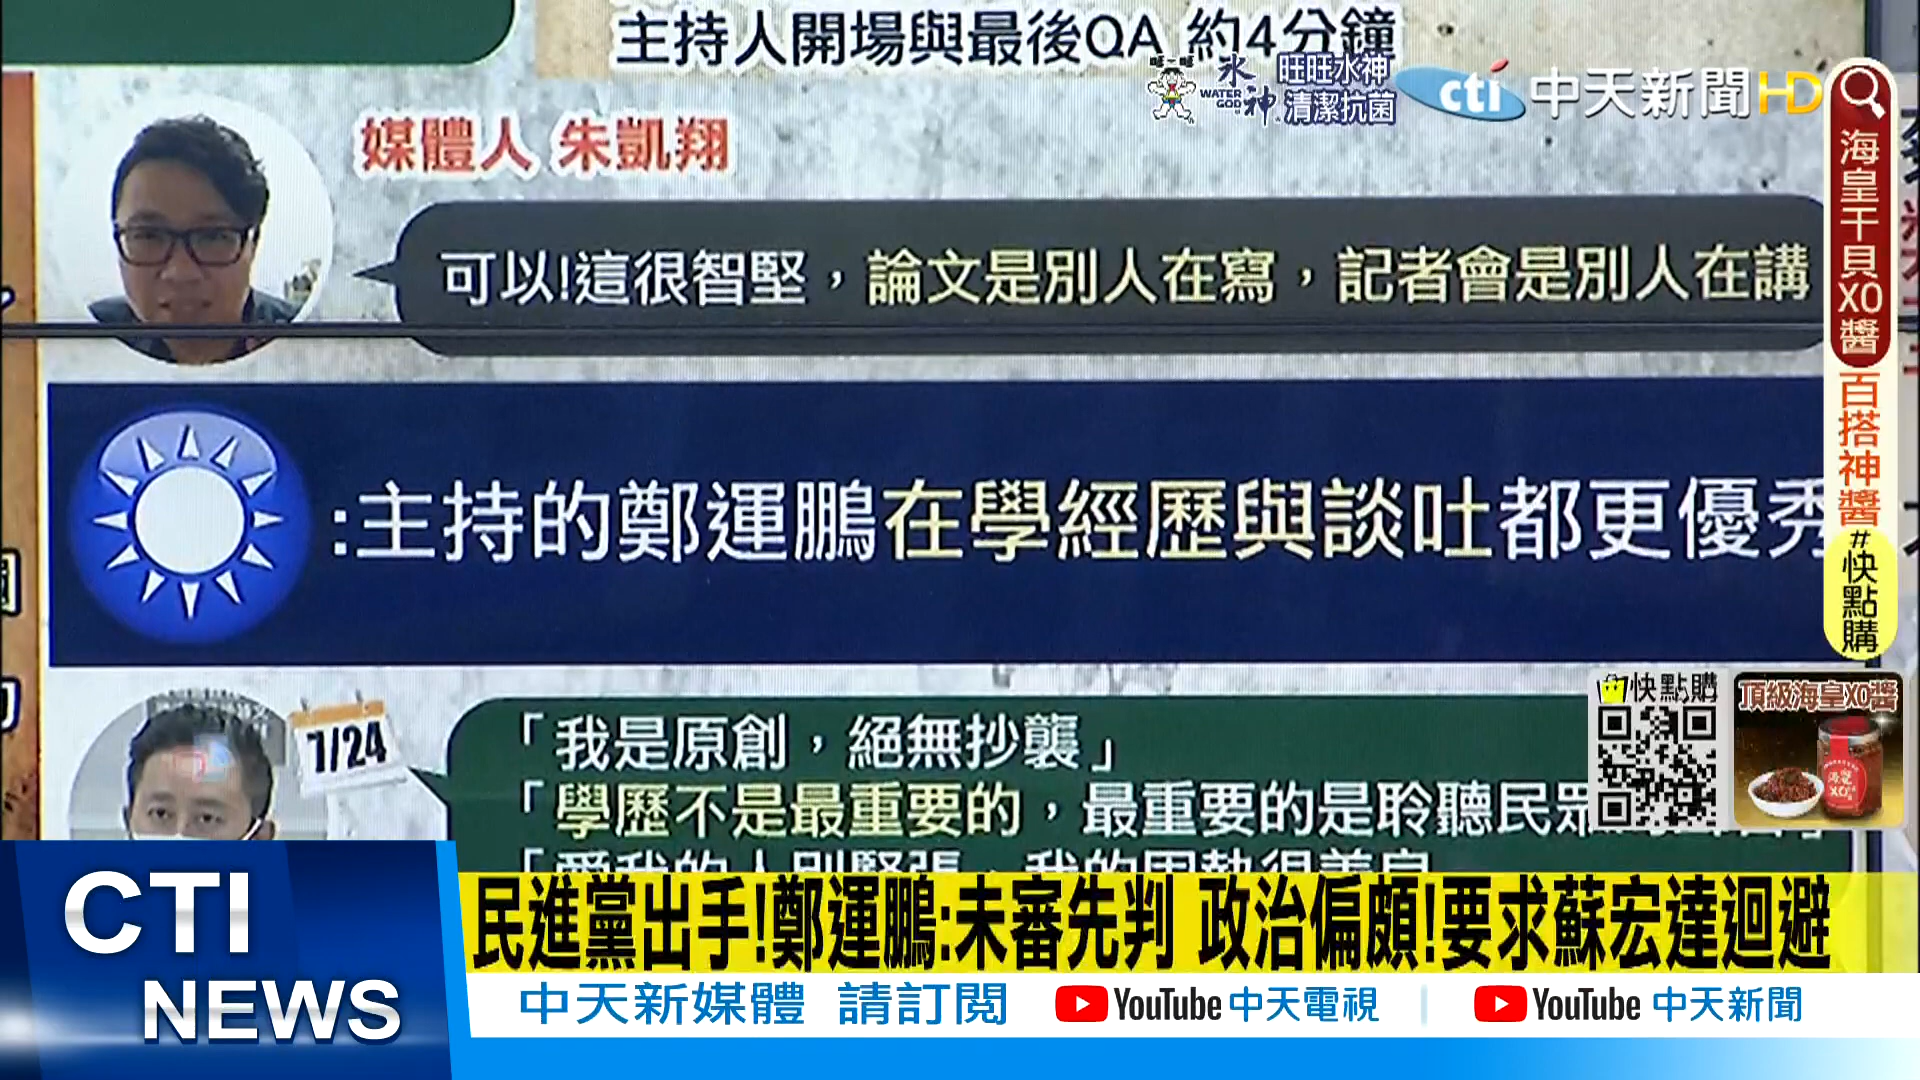 主持人開場與最後QA 約4分鐘
旺旺水神
清潔抗菌
水神
WATER GOD
cti 中天新聞HD
媒體人 朱凱翔
可以!這很智堅，論文是別人在寫，記者會是別人在講
:主持的鄭運鵬在學經歷與談吐都更優秀
7/24
「我是原創，絕無抄襲」
「學歷不是最重要的，最重要的是聆聽民眾
海皇干貝XO醬
百搭神醬
#快點購
快點購
頂級海皇XO醬
民進黨出手!鄭運鵬:未審先判 政治偏頗!要求蘇宏達迴避
CTI
NEWS
中天新媒體 請訂閱 YouTube 中天電視 YouTube 中天新聞